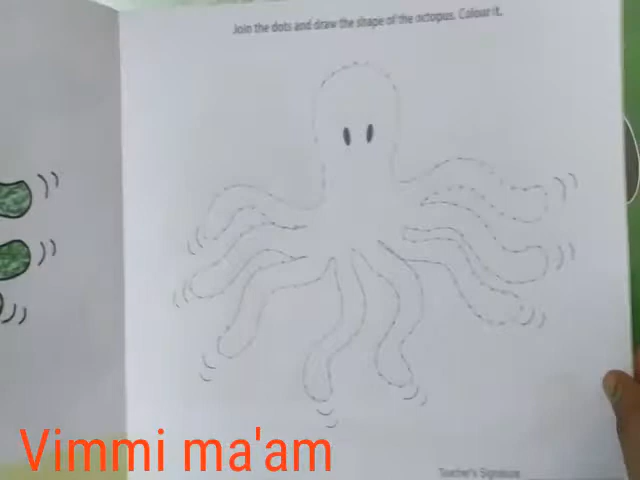 Join the dots and draw the shape of the octopus. Colour it.
Vimmi ma'am
Teacher's Signature